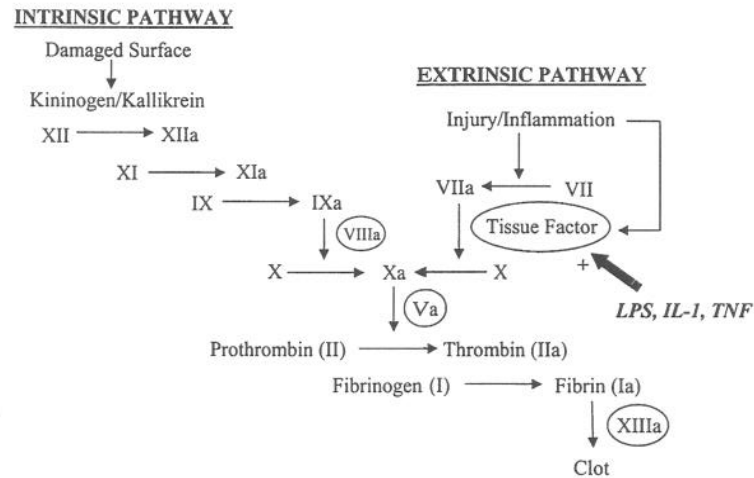 INTRINSIC PATHWAY
Damaged Surface
Kininogen/Kallikrein
XII XIIa
XI XIa
IX IXa
VIIIa
EXTRINSIC PATHWAY
Injury/Inflammation
VIIa VII
Tissue Factor
+
LPS, IL-1, TNF
X Xa X
Va
Prothrombin (II) Thrombin (IIa)
Fibrinogen (I) Fibrin (Ia)
XIIIa
Clot